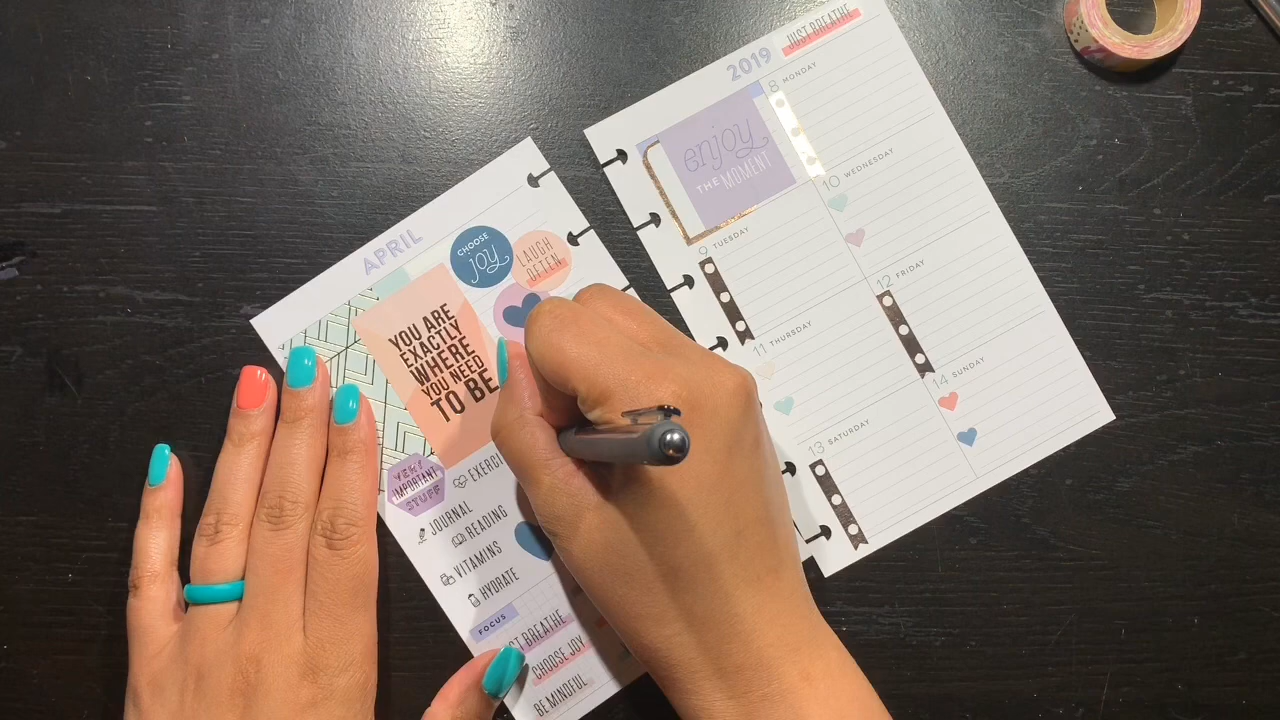 APRIL
CHOOSE
joy
LAUGH
OFTEN
YOU ARE
EXACTLY
WHERE
YOU NEED
TO BE
IMPORTANT
STUFF
JOURNAL
READING
VITAMINS
HYDRATE
FOCUS
BREATHE
CHOOSE JOY
BE MINDFUL
2019
JUST BREATHE
enjoy
THE MOMENT
8 MONDAY
9 TUESDAY
10 WEDNESDAY
11 THURSDAY
12 FRIDAY
13 SATURDAY
14 SUNDAY